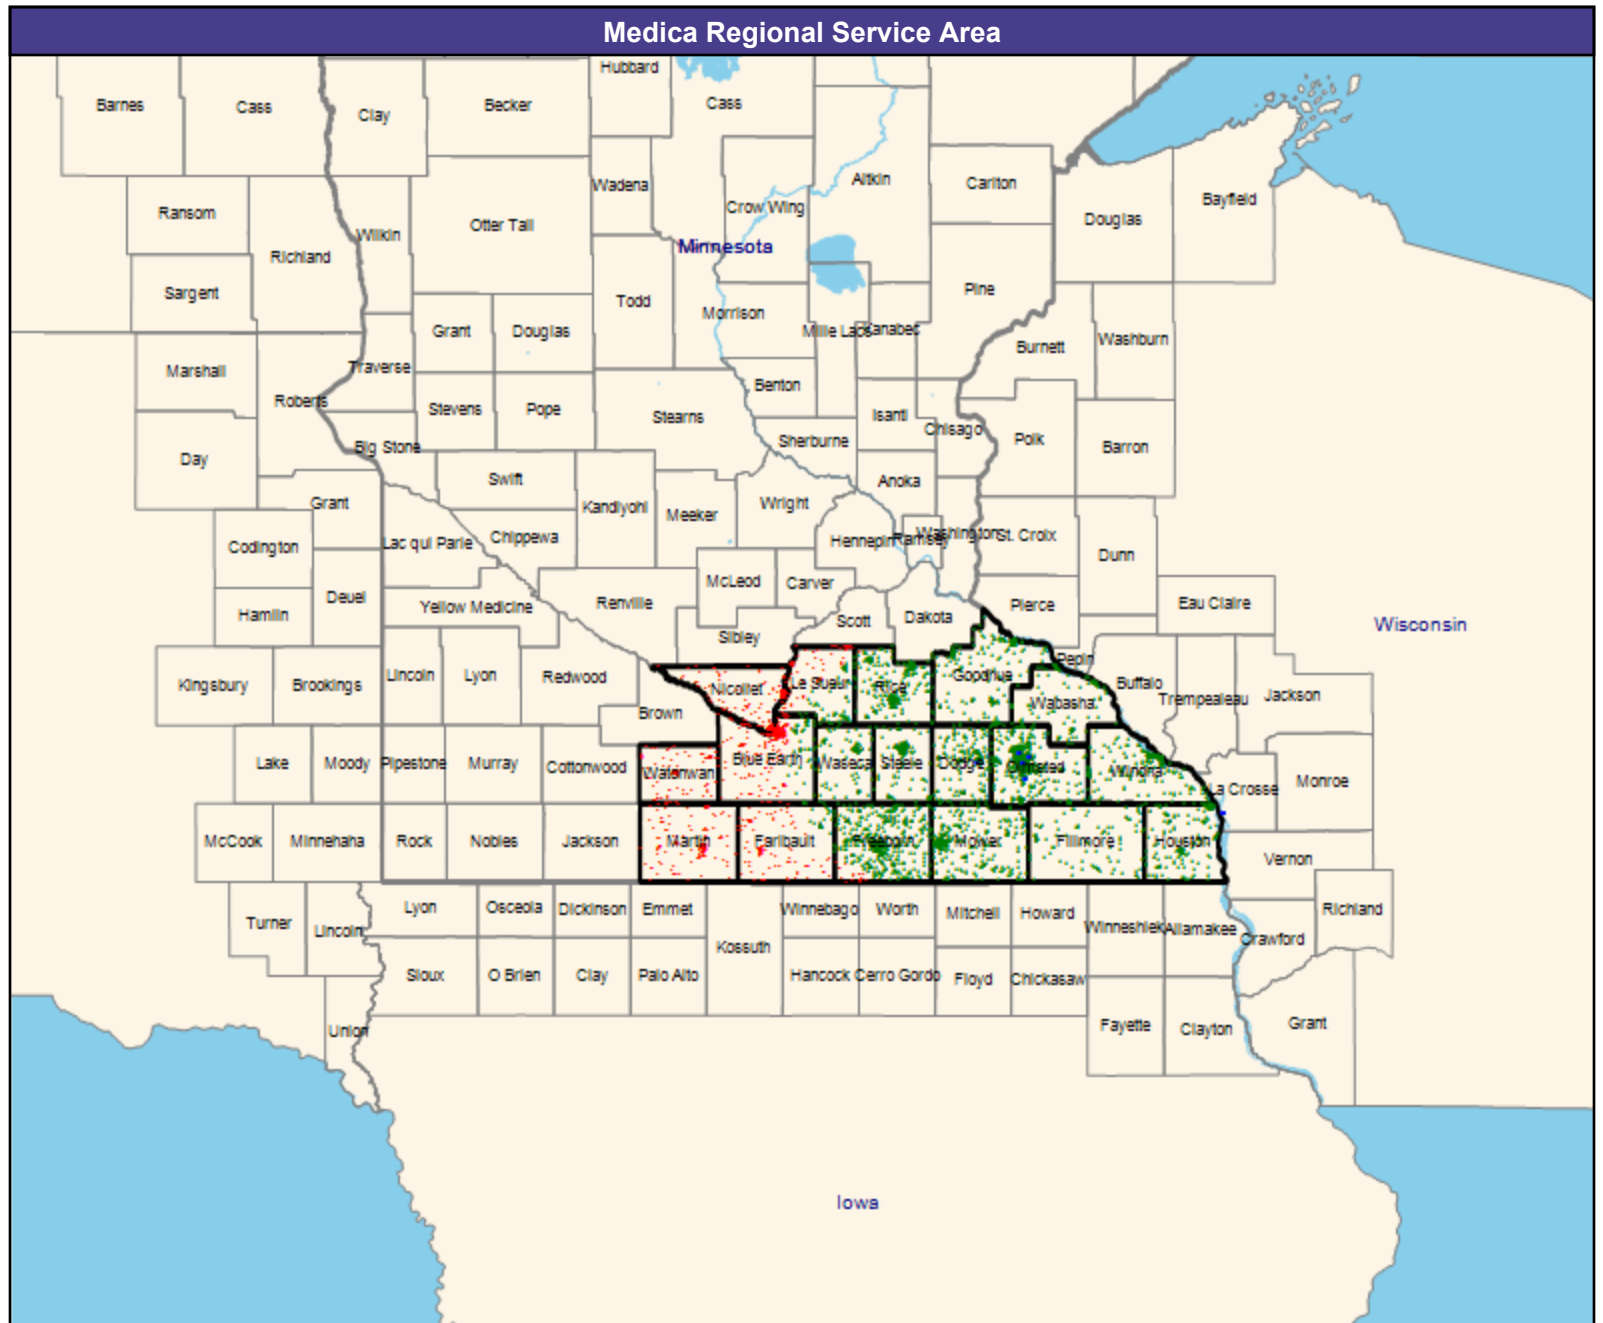 Medica Regional Service Area
Hubbard
Barnes
Cass
Clay
Becker
Cass
Wadena
Crow Wing
Aitkin
Carlton
Ransom
Richland
Wilkin
Otter Tail
Minnesota
Douglas
Bayfield
Sargent
Todd
Morrison
Pine
Grant
Douglas
Mille Lacs
Kanabec
Burnett
Washburn
Marshall
Traverse
Roberts
Stevens
Pope
Stearns
Benton
Isanti
Chisago
Polk
Barron
Day
Big Stone
Sherburne
Swift
Anoka
Grant
Kandiyohi
Meeker
Wright
Codington
Lac qui Parle
Chippewa
Hennepin
Ramsey
Washington
St. Croix
Dunn
Hamlin
Deuel
Yellow Medicine
Renville
McLeod
Carver
Scott
Dakota
Pierce
Eau Claire
Sibley
Wisconsin
Kingsbury
Brookings
Lincoln
Lyon
Redwood
Nicollet
Le Sueur
Rice
Goodhue
Pepin
Buffalo
Trempealeau
Jackson
Brown
Wabasha
Lake
Moody
Pipestone
Murray
Cottonwood
Watonwan
Blue Earth
Waseca
Steele
Dodge
Olmsted
Winona
La Crosse
Monroe
McCook
Minnehaha
Rock
Nobles
Jackson
Martin
Faribault
Freeborn
Mower
Fillmore
Houston
Vernon
Turner
Lincoln
Lyon
Osceola
Dickinson
Emmet
Kossuth
Winnebago
Worth
Mitchell
Howard
Winneshiek
Allamakee
Crawford
Richland
Sioux
O Brien
Clay
Palo Alto
Hancock
Cerro Gordo
Floyd
Chickasaw
Union
Fayette
Clayton
Grant
Iowa